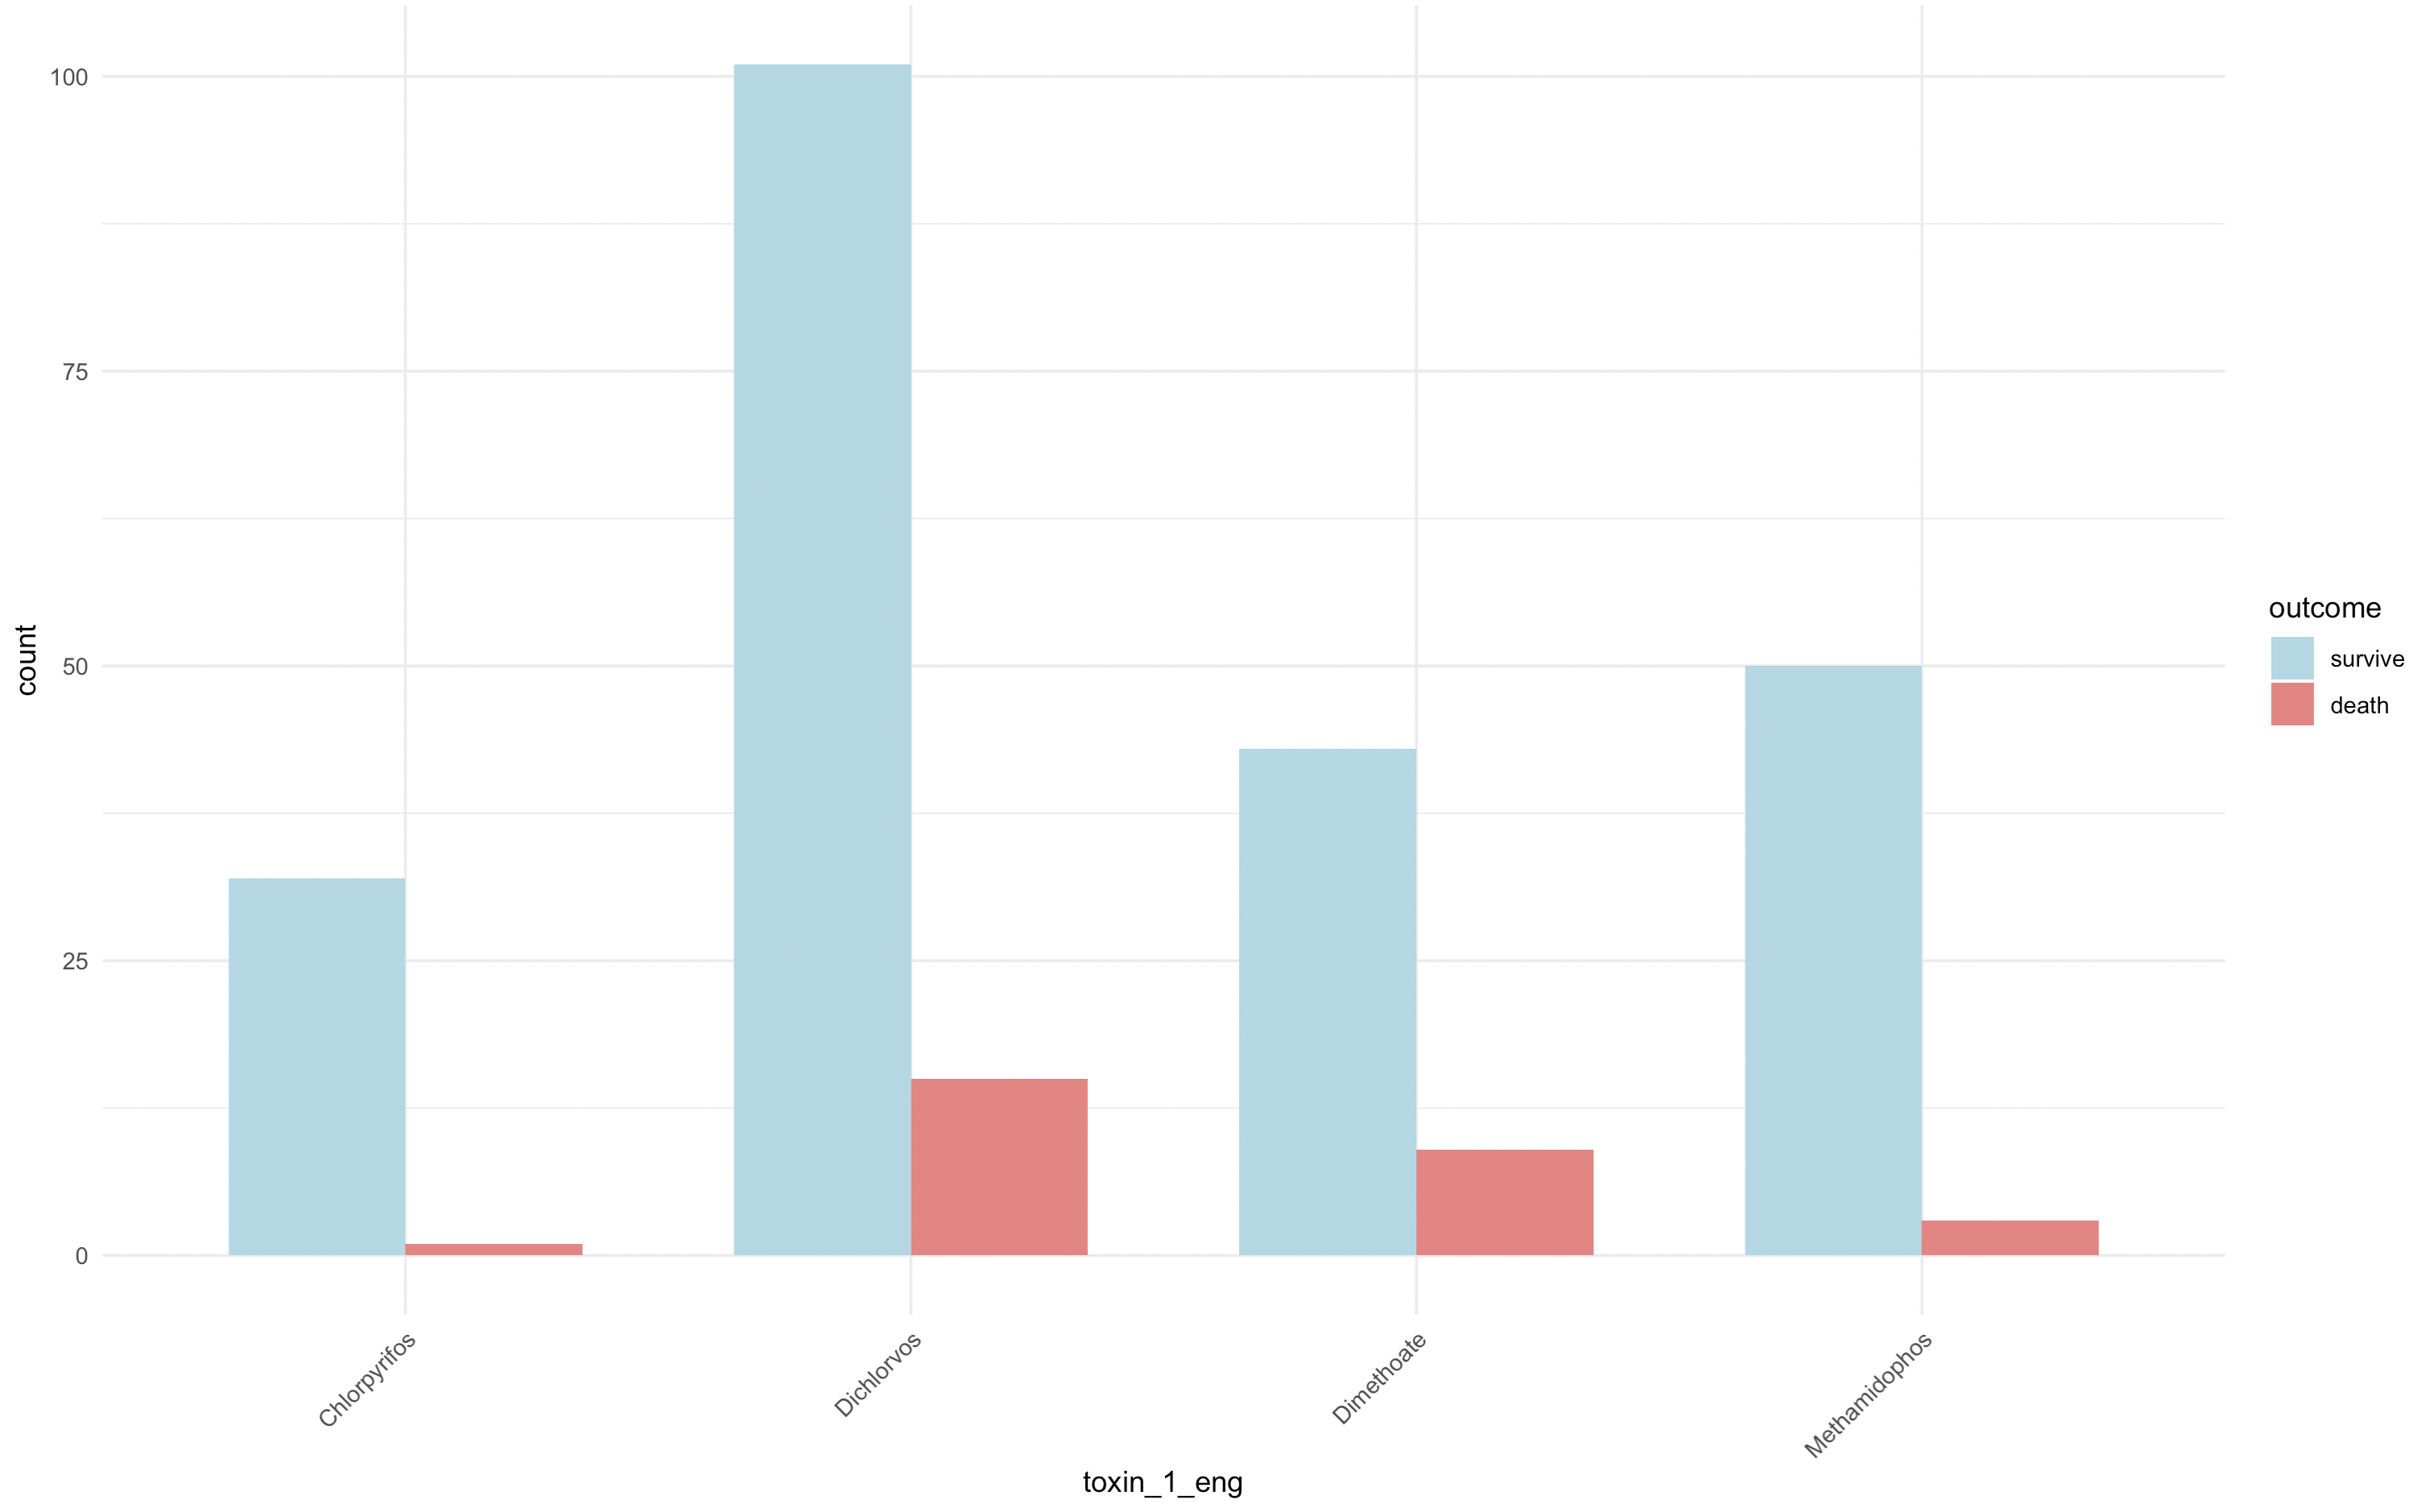 100
75
50
25
0
count
Chlorpyrifos
Dichlorvos
Dimethoate
Methamidophos
toxin_1_eng
outcome
survive
death